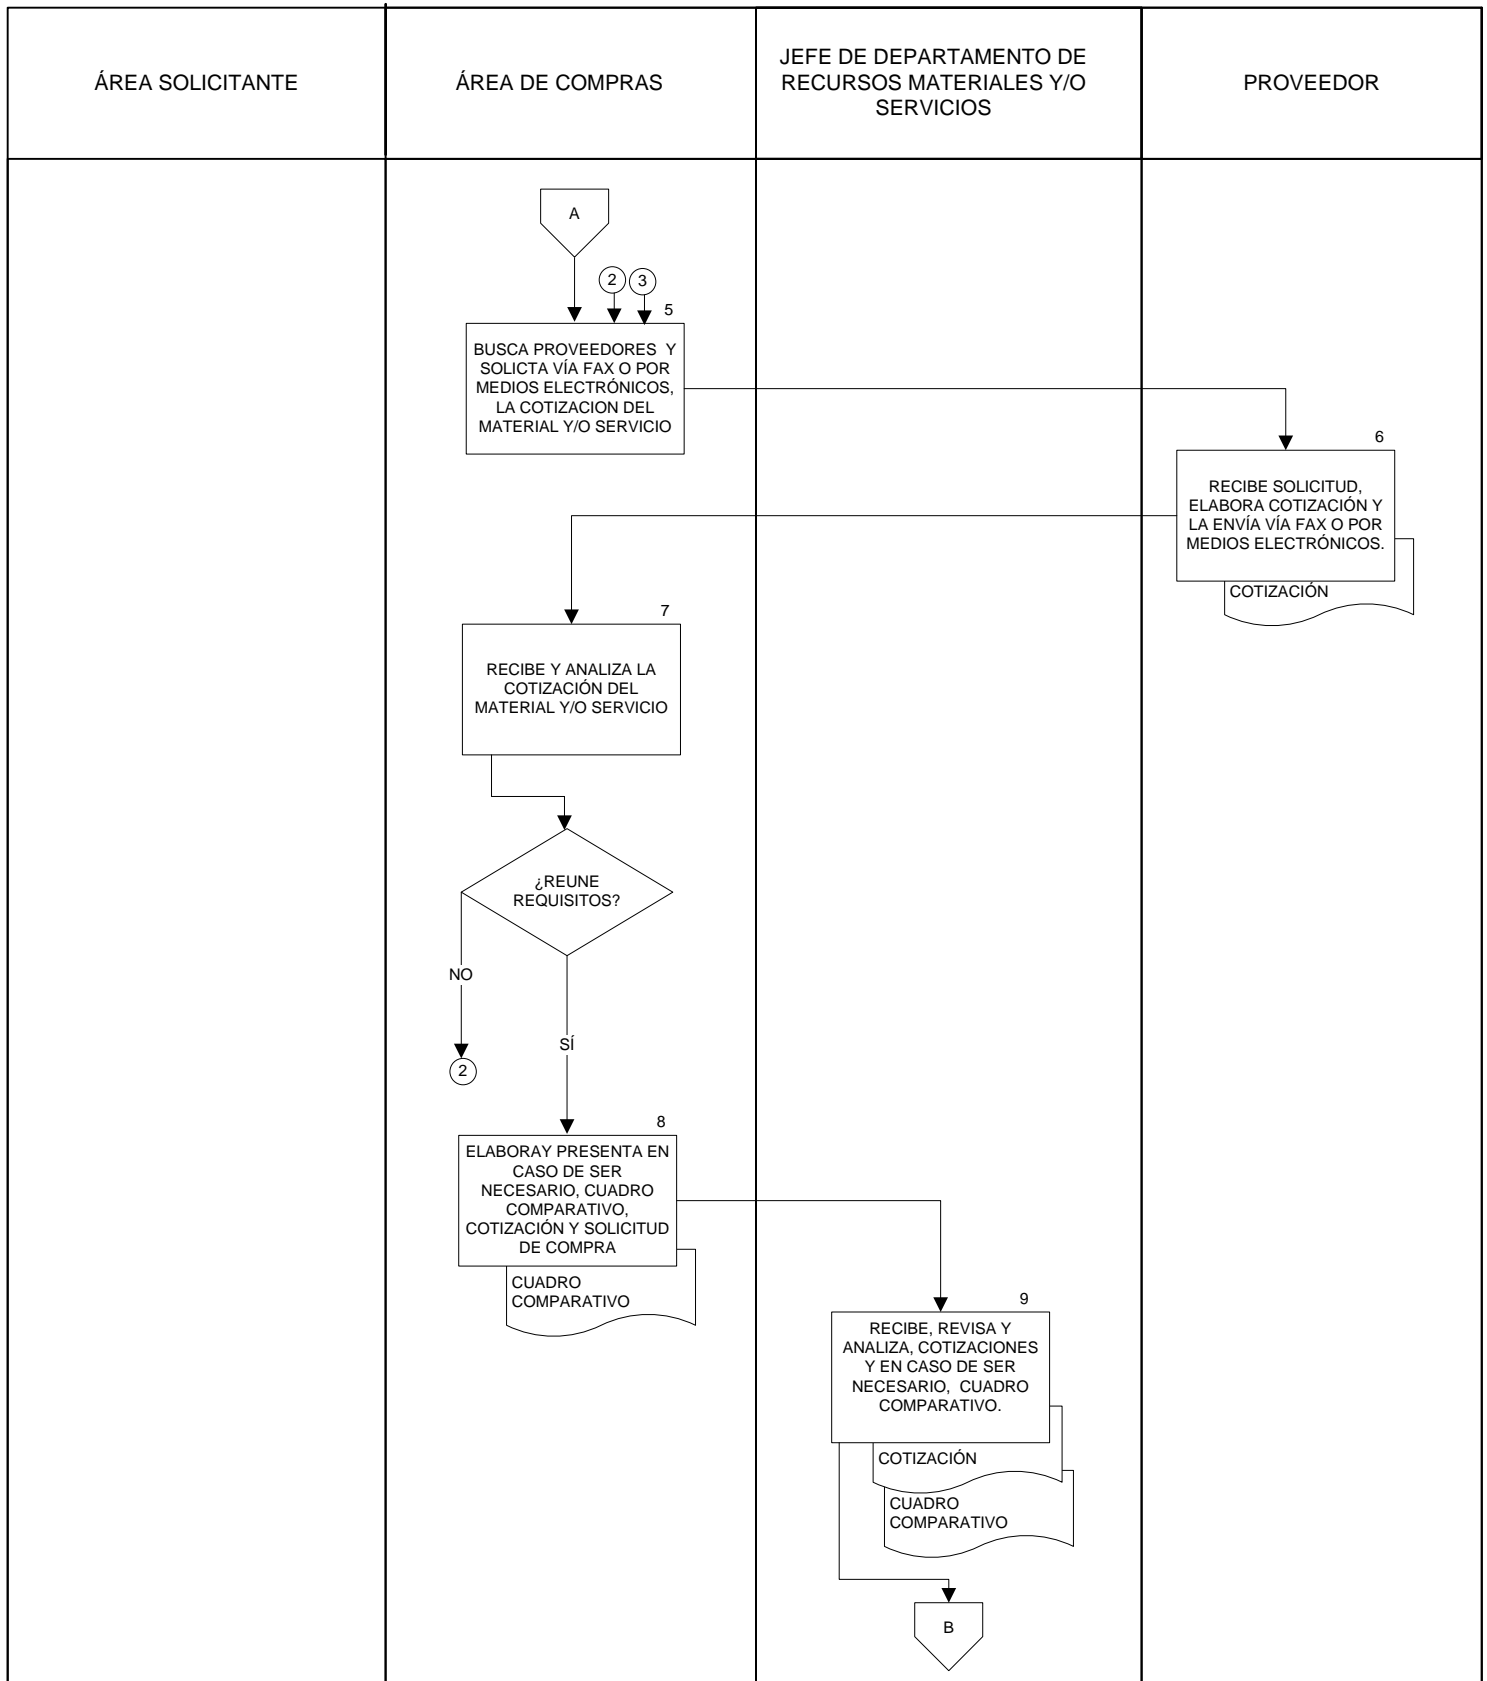 ÁREA SOLICITANTE
ÁREA DE COMPRAS
JEFE DE DEPARTAMENTO DE
RECURSOS MATERIALES Y/O
SERVICIOS
PROVEEDOR
A
2
3
5
BUSCA PROVEEDORES Y
SOLICTA VÍA FAX O POR
MEDIOS ELECTRÓNICOS,
LA COTIZACION DEL
MATERIAL Y/O SERVICIO
6
RECIBE SOLICITUD,
ELABORA COTIZACIÓN Y
LA ENVÍA VÍA FAX O POR
MEDIOS ELECTRÓNICOS.
COTIZACIÓN
7
RECIBE Y ANALIZA LA
COTIZACIÓN DEL
MATERIAL Y/O SERVICIO
¿REUNE
REQUISITOS?
NO
SÍ
2
8
ELABORAY PRESENTA EN
CASO DE SER
NECESARIO, CUADRO
COMPARATIVO,
COTIZACIÓN Y SOLICITUD
DE COMPRA
CUADRO
COMPARATIVO
9
RECIBE, REVISA Y
ANALIZA, COTIZACIONES
Y EN CASO DE SER
NECESARIO, CUADRO
COMPARATIVO.
COTIZACIÓN
CUADRO
COMPARATIVO
B